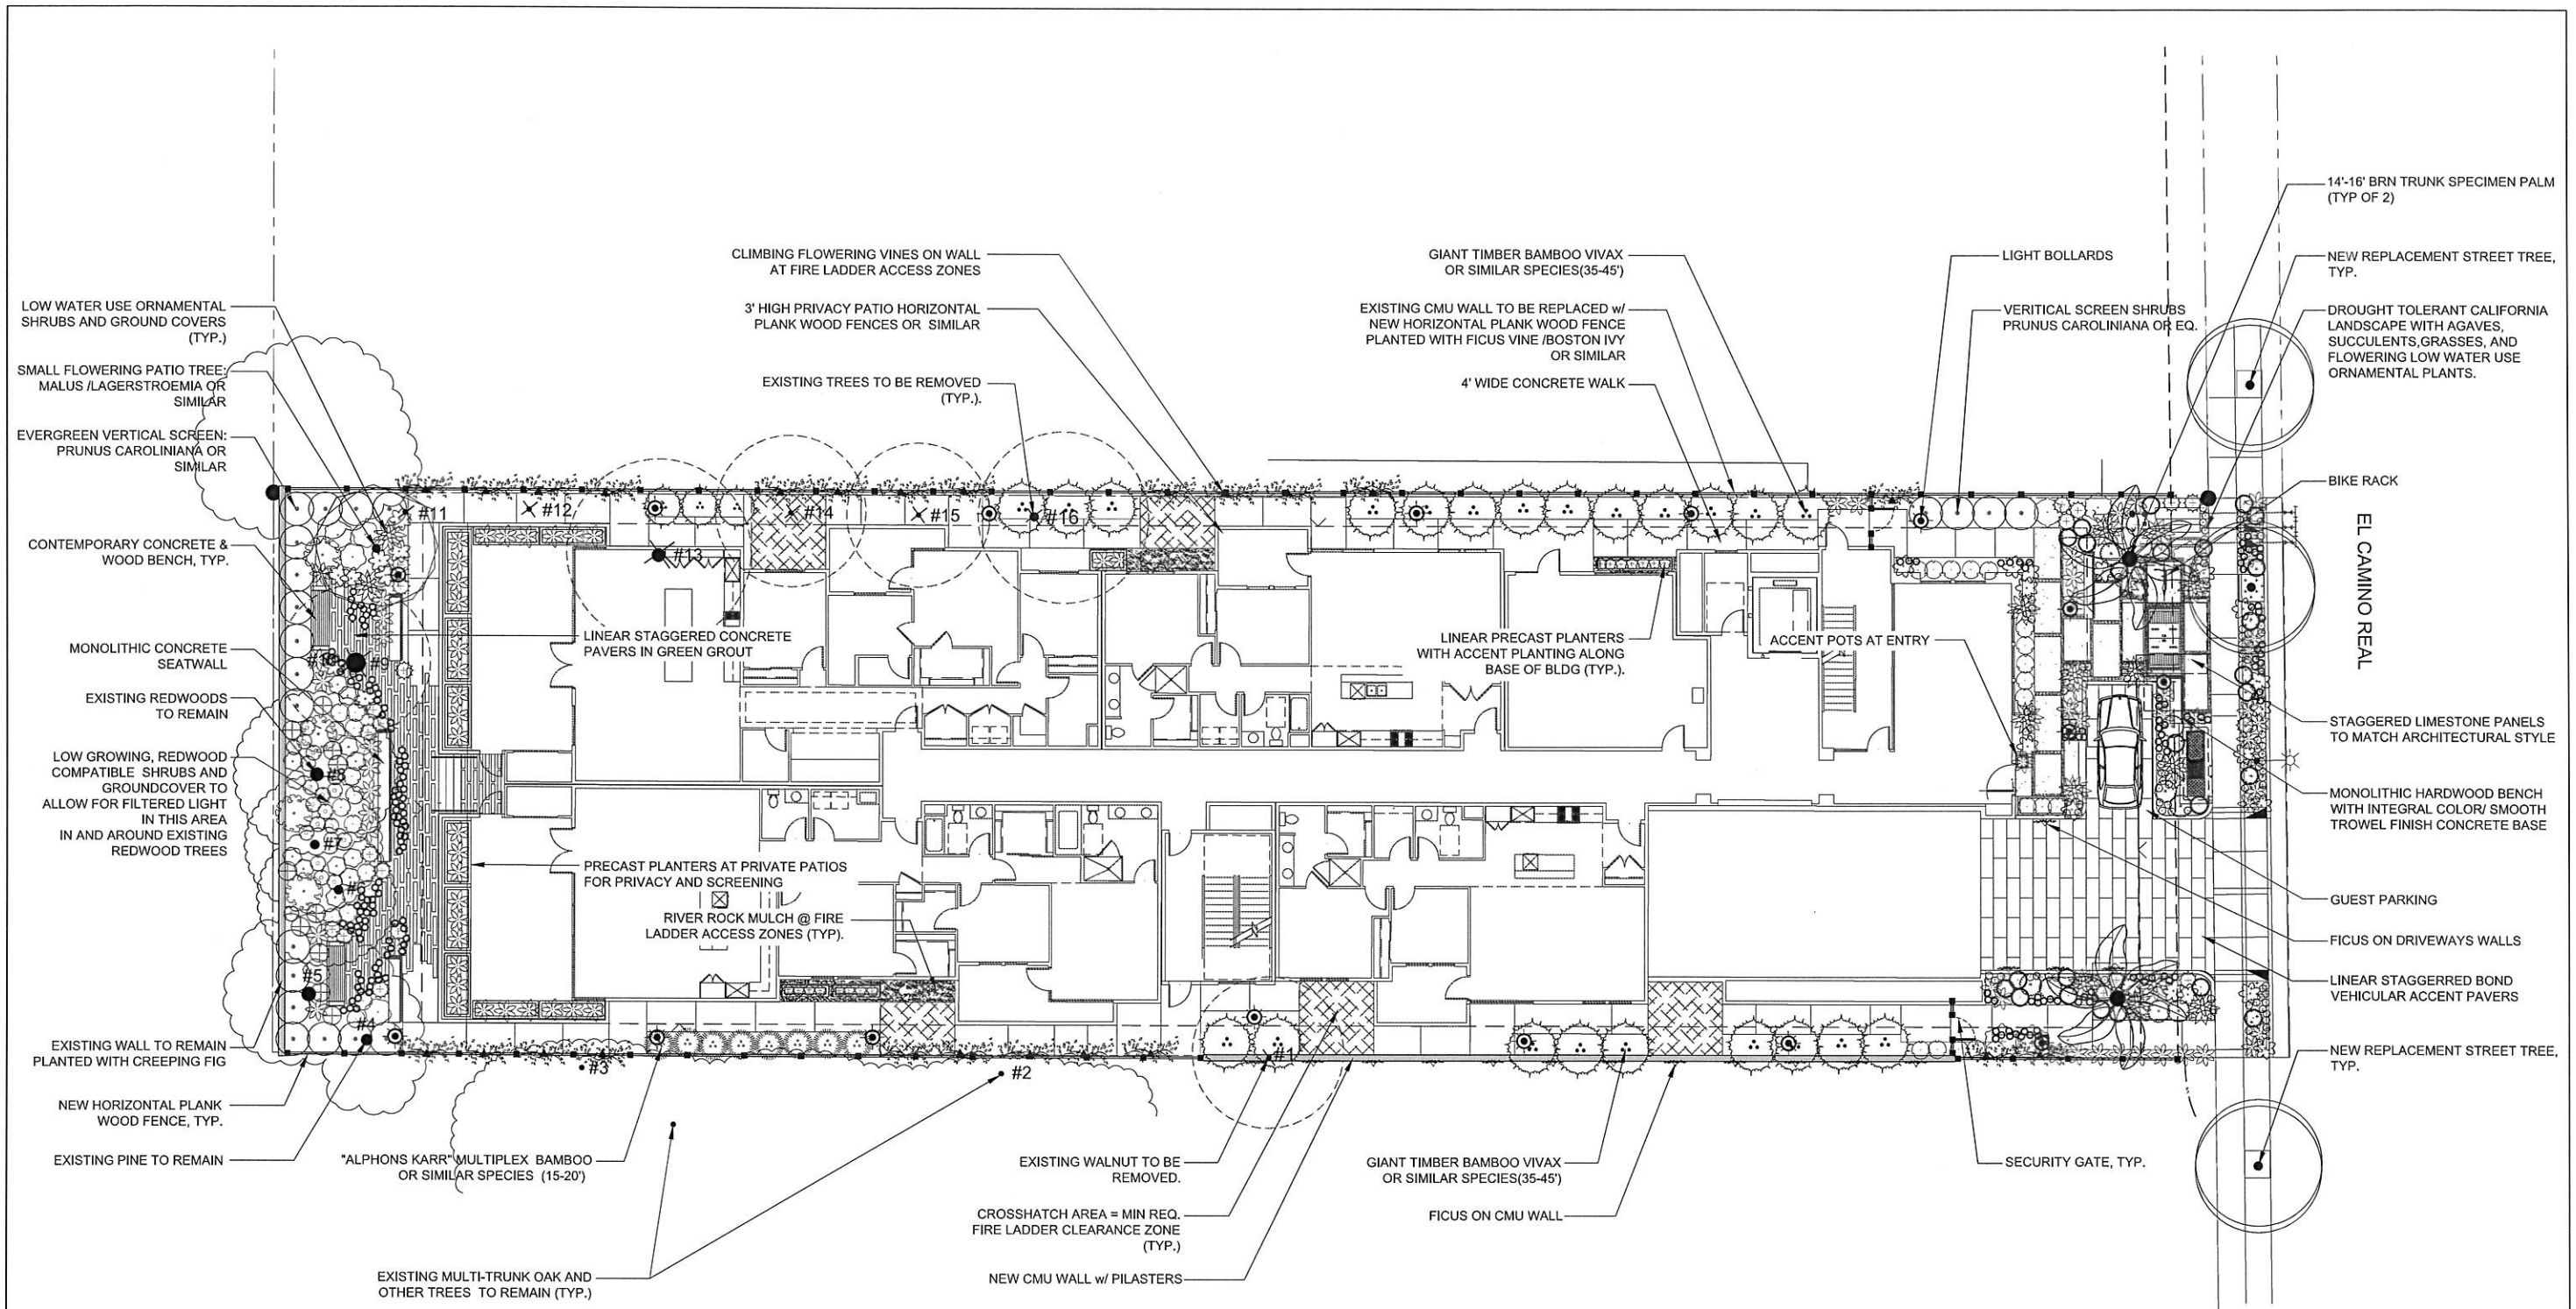 14'-16' BRN TRUNK SPECIMEN PALM
(TYP OF 2)
CLIMBING FLOWERING VINES ON WALL
AT FIRE LADDER ACCESS ZONES
GIANT TIMBER BAMBOO VIVAX
OR SIMILAR SPECIES(35-45')
LIGHT BOLLARDS
NEW REPLACEMENT STREET TREE,
TYP.
LOW WATER USE ORNAMENTAL
SHRUBS AND GROUND COVERS
(TYP.)
3' HIGH PRIVACY PATIO HORIZONTAL
PLANK WOOD FENCES OR SIMILAR
EXISTING CMU WALL TO BE REPLACED w/
NEW HORIZONTAL PLANK WOOD FENCE
PLANTED WITH FICUS VINE /BOSTON IVY
OR SIMILAR
VERTICAL SCREEN SHRUBS
PRUNUS CAROLINIANA OR EQ.
DROUGHT TOLERANT CALIFORNIA
LANDSCAPE WITH AGAVES,
SUCCULENTS,GRASSES, AND
FLOWERING LOW WATER USE
ORNAMENTAL PLANTS.
SMALL FLOWERING PATIO TREE:
MALUS /LAGERSTROEMIA OR
SIMILAR
EXISTING TREES TO BE REMOVED
(TYP.).
4' WIDE CONCRETE WALK
EVERGREEN VERTICAL SCREEN:
PRUNUS CAROLINIANA OR
SIMILAR
BIKE RACK
#11
#12
#14
#15
#16
#13
EL CAMINO REAL
CONTEMPORARY CONCRETE &
WOOD BENCH, TYP.
LINEAR STAGGERED CONCRETE
PAVERS IN GREEN GROUT
LINEAR PRECAST PLANTERS
WITH ACCENT PLANTING ALONG
BASE OF BLDG (TYP.).
ACCENT POTS AT ENTRY
MONOLITHIC CONCRETE
SEATWALL
#9
EXISTING REDWOODS
TO REMAIN
STAGGERED LIMESTONE PANELS
TO MATCH ARCHITECTURAL STYLE
LOW GROWING, REDWOOD
COMPATIBLE SHRUBS AND
GROUNDCOVER TO
ALLOW FOR FILTERED LIGHT
IN THIS AREA
IN AND AROUND EXISTING
REDWOOD TREES
#8
#7
#6
MONOLITHIC HARDWOOD BENCH
WITH INTEGRAL COLOR/ SMOOTH
TROWEL FINISH CONCRETE BASE
PRECAST PLANTERS AT PRIVATE PATIOS
FOR PRIVACY AND SCREENING
RIVER ROCK MULCH @ FIRE
LADDER ACCESS ZONES (TYP).
GUEST PARKING
FICUS ON DRIVEWAYS WALLS
LINEAR STAGGERRED BOND
VEHICULAR ACCENT PAVERS
#5
#4
EXISTING WALL TO REMAIN
PLANTED WITH CREEPING FIG
#3
#2
#1
NEW REPLACEMENT STREET TREE,
TYP.
NEW HORIZONTAL PLANK
WOOD FENCE, TYP.
EXISTING PINE TO REMAIN
"ALPHONS KARR" MULTIPLEX BAMBOO
OR SIMILAR SPECIES (15-20')
EXISTING WALNUT TO BE
REMOVED.
GIANT TIMBER BAMBOO VIVAX
OR SIMILAR SPECIES(35-45')
SECURITY GATE, TYP.
CROSSHATCH AREA = MIN REQ.
FIRE LADDER CLEARANCE ZONE
(TYP.)
FICUS ON CMU WALL
EXISTING MULTI-TRUNK OAK AND
OTHER TREES TO REMAIN (TYP.)
NEW CMU WALL w/ PILASTERS